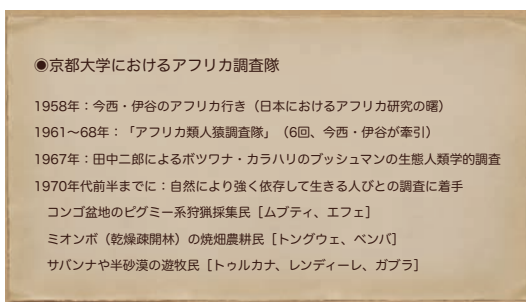 ◉京都大学におけるアフリカ調査隊
1958年：今西・伊谷のアフリカ行き（日本におけるアフリカ研究の曙）
1961〜68年：「アフリカ類人猿調査隊」（6回、今西・伊谷が牽引）
1967年：田中二郎によるボツワナ・カラハリのブッシュマンの生態人類学的調査
1970年代前半までに：自然により強く依存して生きる人びとの調査に着手
コンゴ盆地のピグミー系狩猟採集民［ムブティ、エフェ］
ミオンボ（乾燥疎開林）の焼畑農耕民［トングウェ、ベンバ］
サバンナや半砂漠の遊牧民［トゥルカナ、レンディーレ、ガブラ］